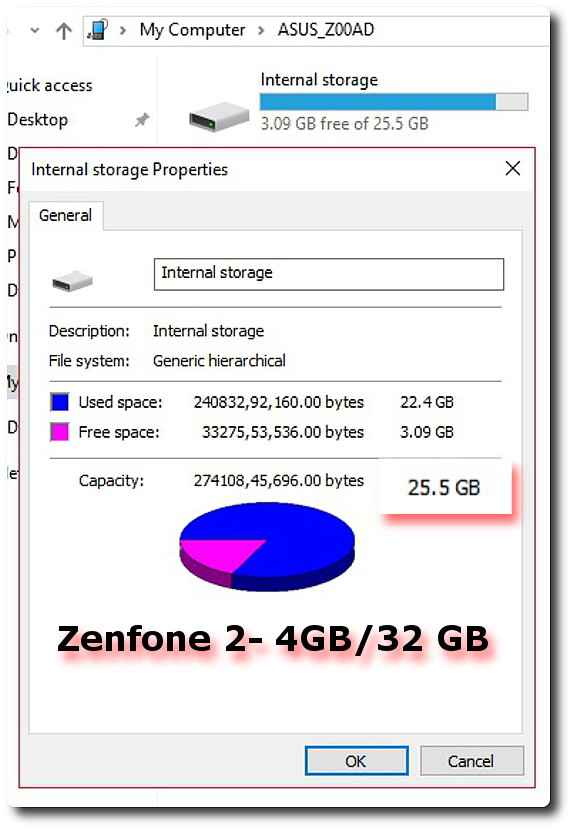 My Computer > ASUS_Z00AD
uick access
Desktop
Internal storage
3.09 GB free of 25.5 GB
Internal storage Properties
General
Internal storage
Description: Internal storage
File system: Generic hierarchical
Used space: 240832,92,160.00 bytes 22.4 GB
Free space: 33275,53,536.00 bytes 3.09 GB
Capacity: 274108,45,696.00 bytes 25.5 GB
Zenfone 2- 4GB/32 GB
OK Cancel